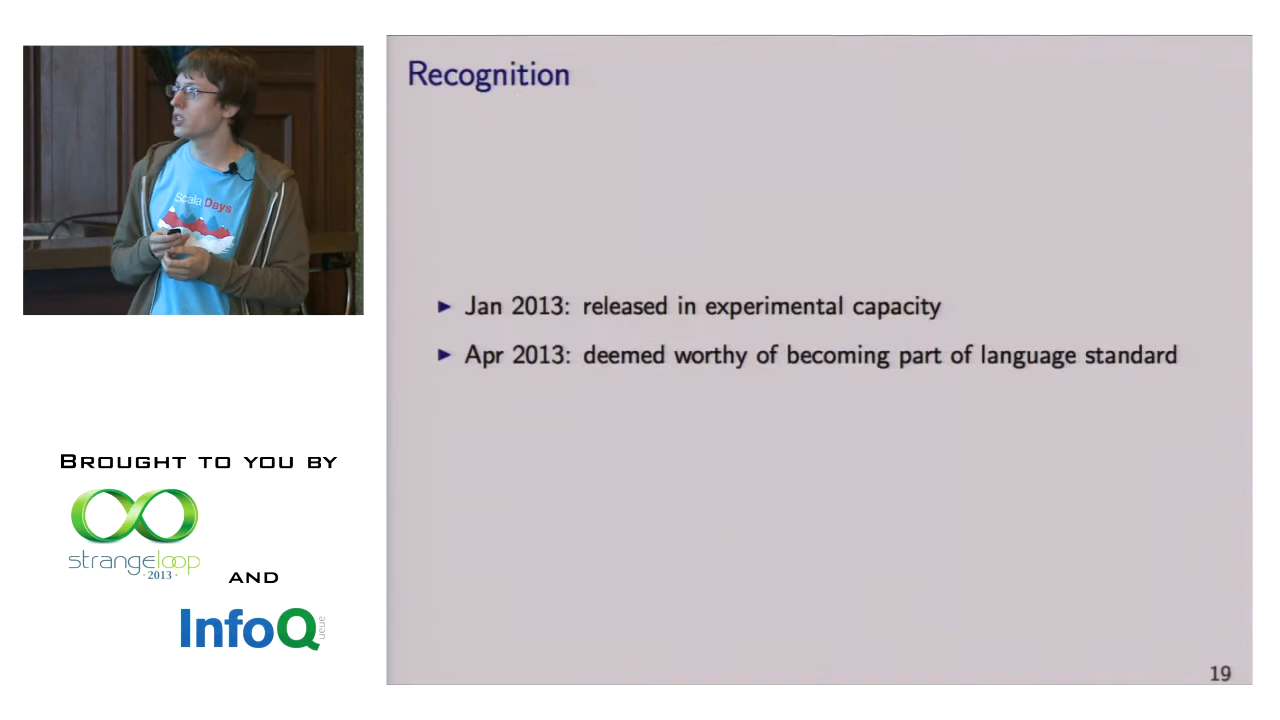 Scala Days
Recognition
▶ Jan 2013: released in experimental capacity
▶ Apr 2013: deemed worthy of becoming part of language standard
19
BROUGHT TO YOU BY
strangeloop
· 2013 ·
AND
InfoQ
ueue